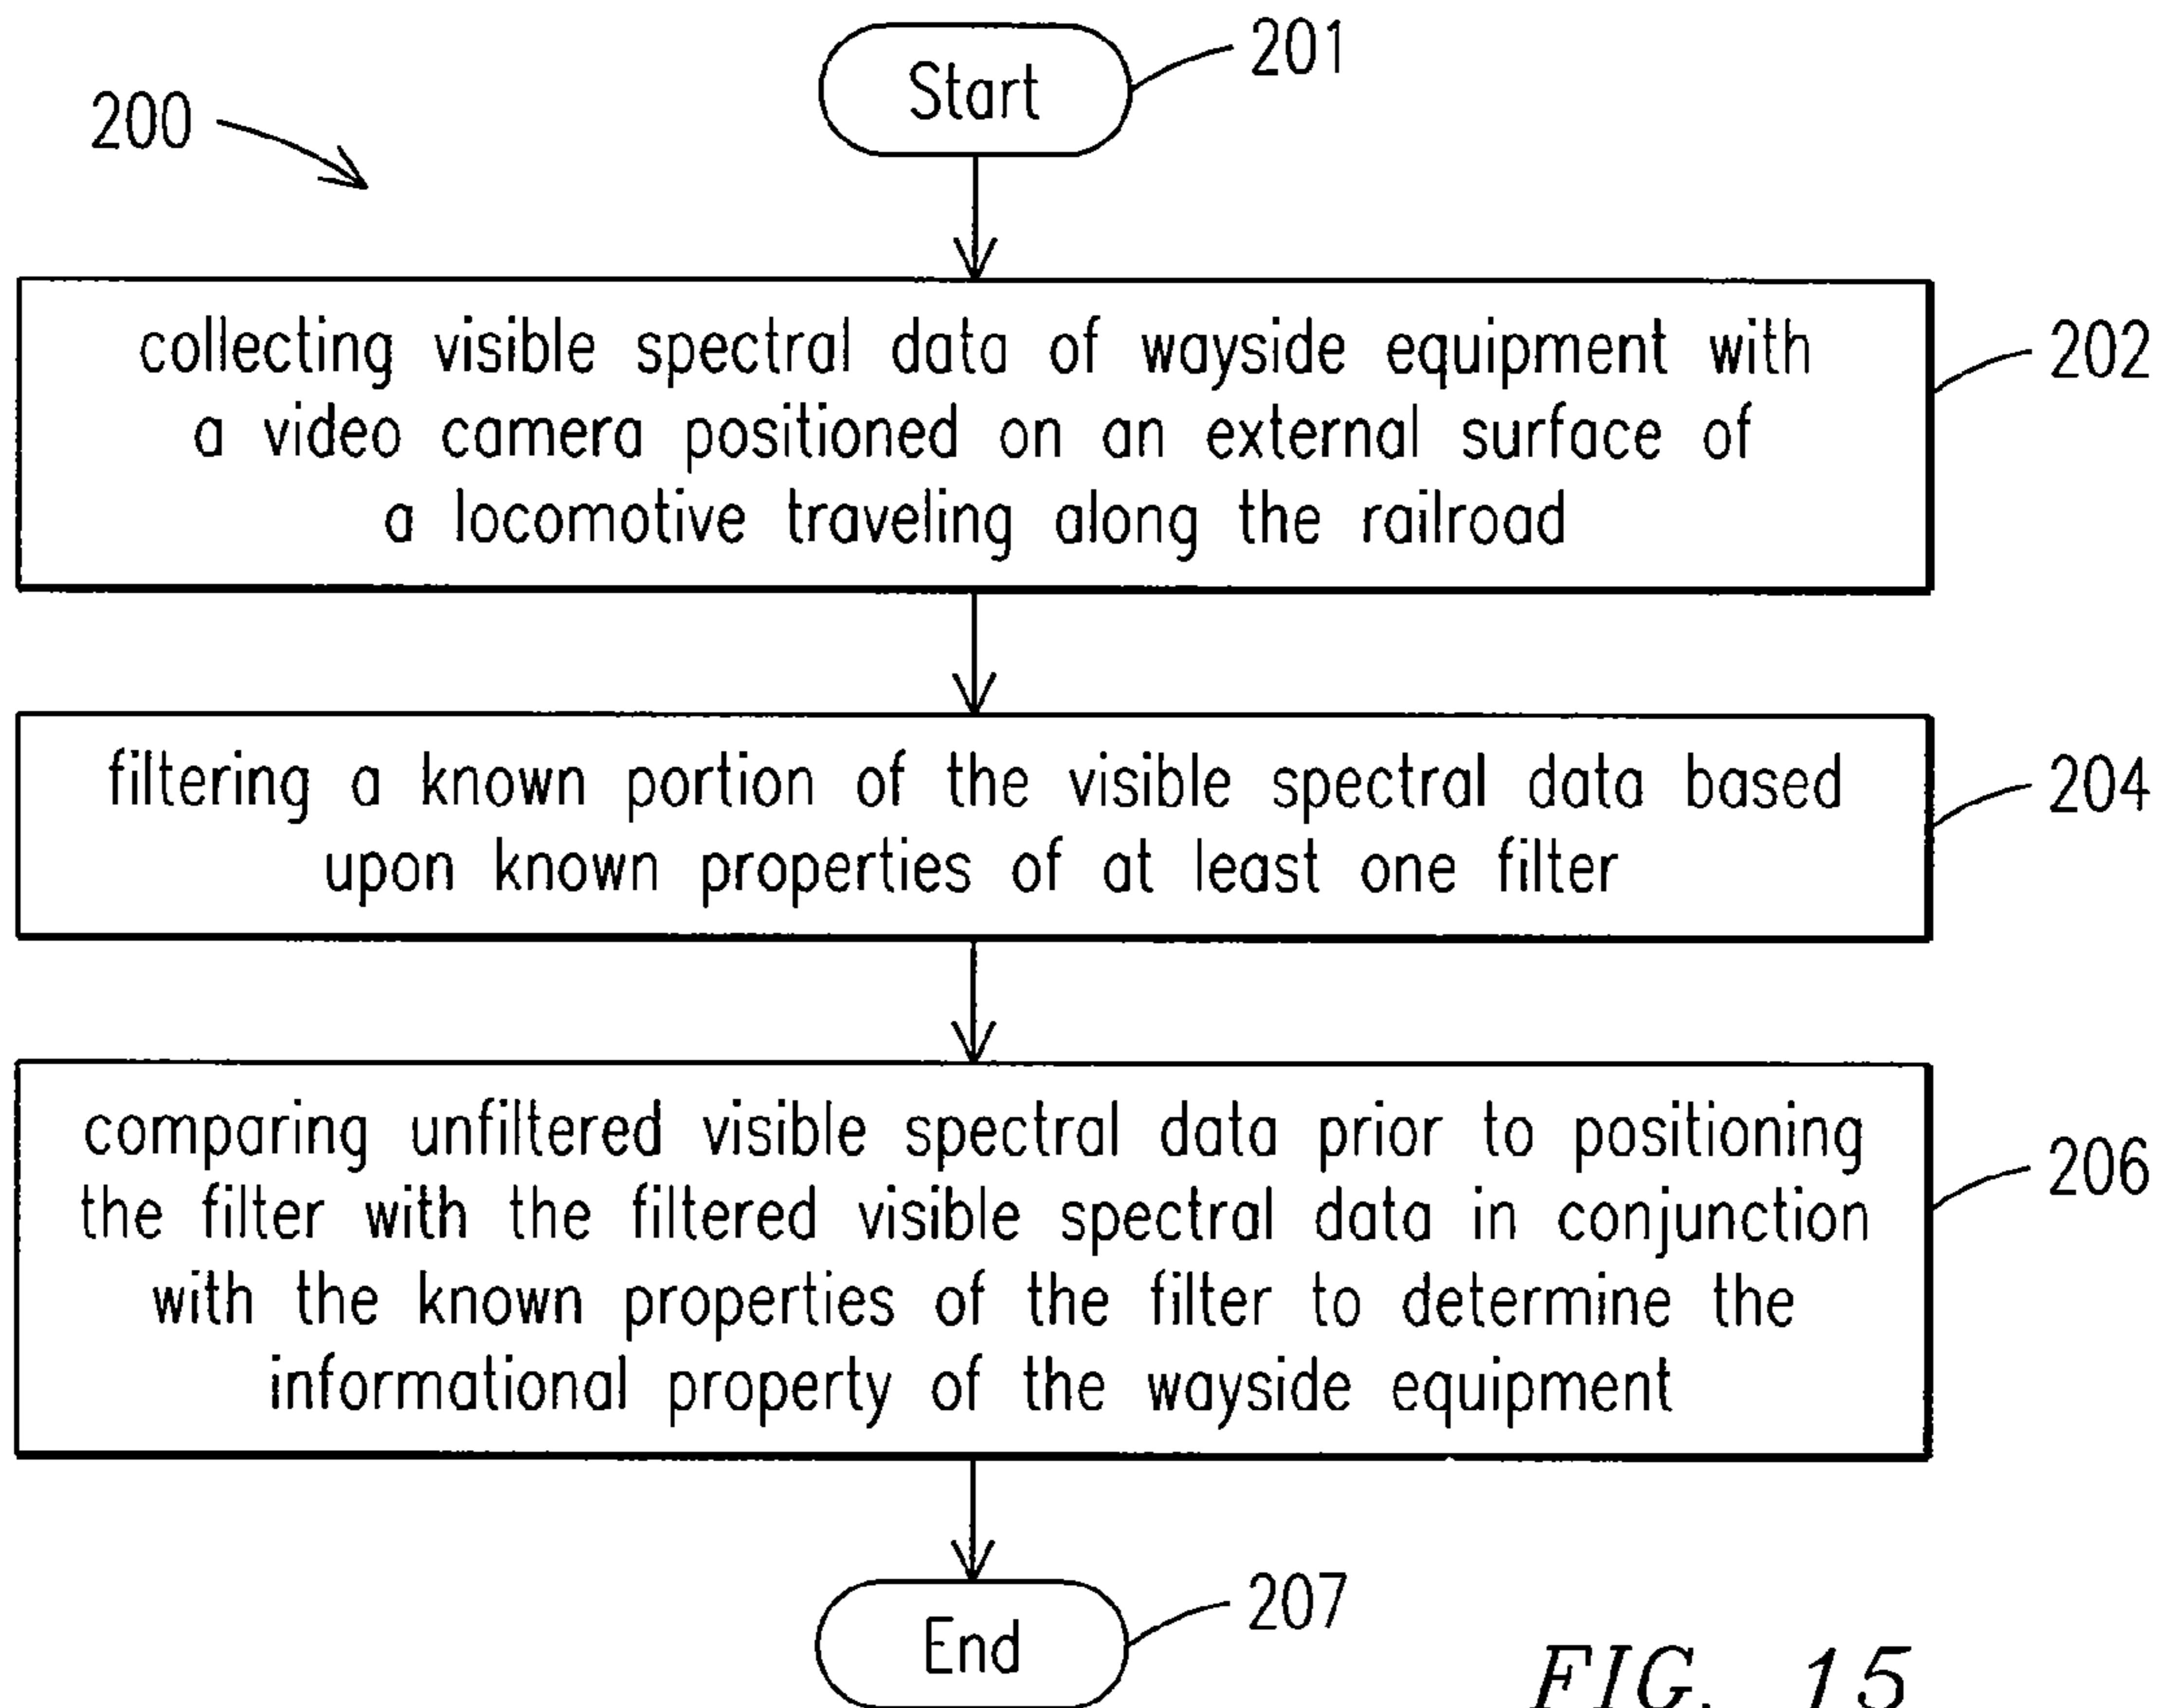 Start
201
200
collecting visible spectral data of wayside equipment with
a video camera positioned on an external surface of
a locomotive traveling along the railroad
202
filtering a known portion of the visible spectral data based
upon known properties of at least one filter
204
comparing unfiltered visible spectral data prior to positioning
the filter with the filtered visible spectral data in conjunction
with the known properties of the filter to determine the
informational property of the wayside equipment
206
End
207
FIG. 15